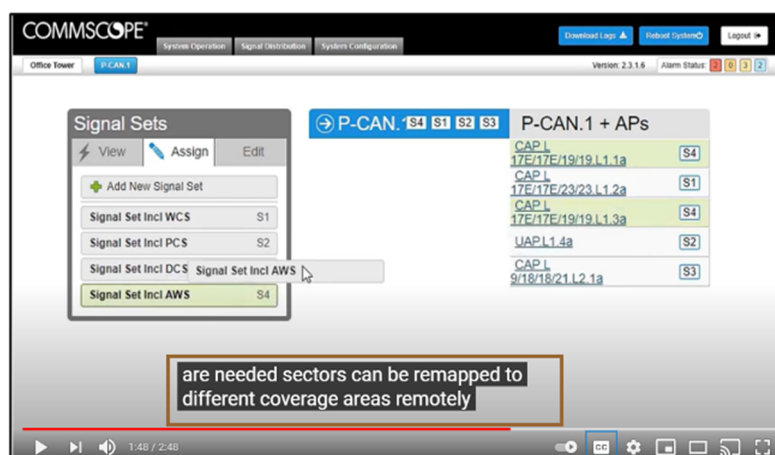 COMMSCOPE®
System Operation Signal Distribution System Configuration
Download Logs Reboot System Logout
Office Tower P-CAN.1
Version: 2.3.1.6 Alarm Status: 2 0 3 2
Signal Sets
View Assign Edit
Add New Signal Set
Signal Set Incl WCS S1
Signal Set Incl PCS S2
Signal Set Incl DCS
Signal Set Incl AWS
Signal Set Incl AWS S4
P-CAN. S4 S1 S2 S3
P-CAN.1 + APs
CAP L
17E/17E/19/19.L1.1a S4
CAP L
17E/17E/23/23.L1.2a S1
CAP L
17E/17E/19/19.L1.3a S4
UAP.L1.4a S2
CAP L
9/18/18/21.L2.1a S3
are needed sectors can be remapped to
different coverage areas remotely
1:48 / 2:48
CC